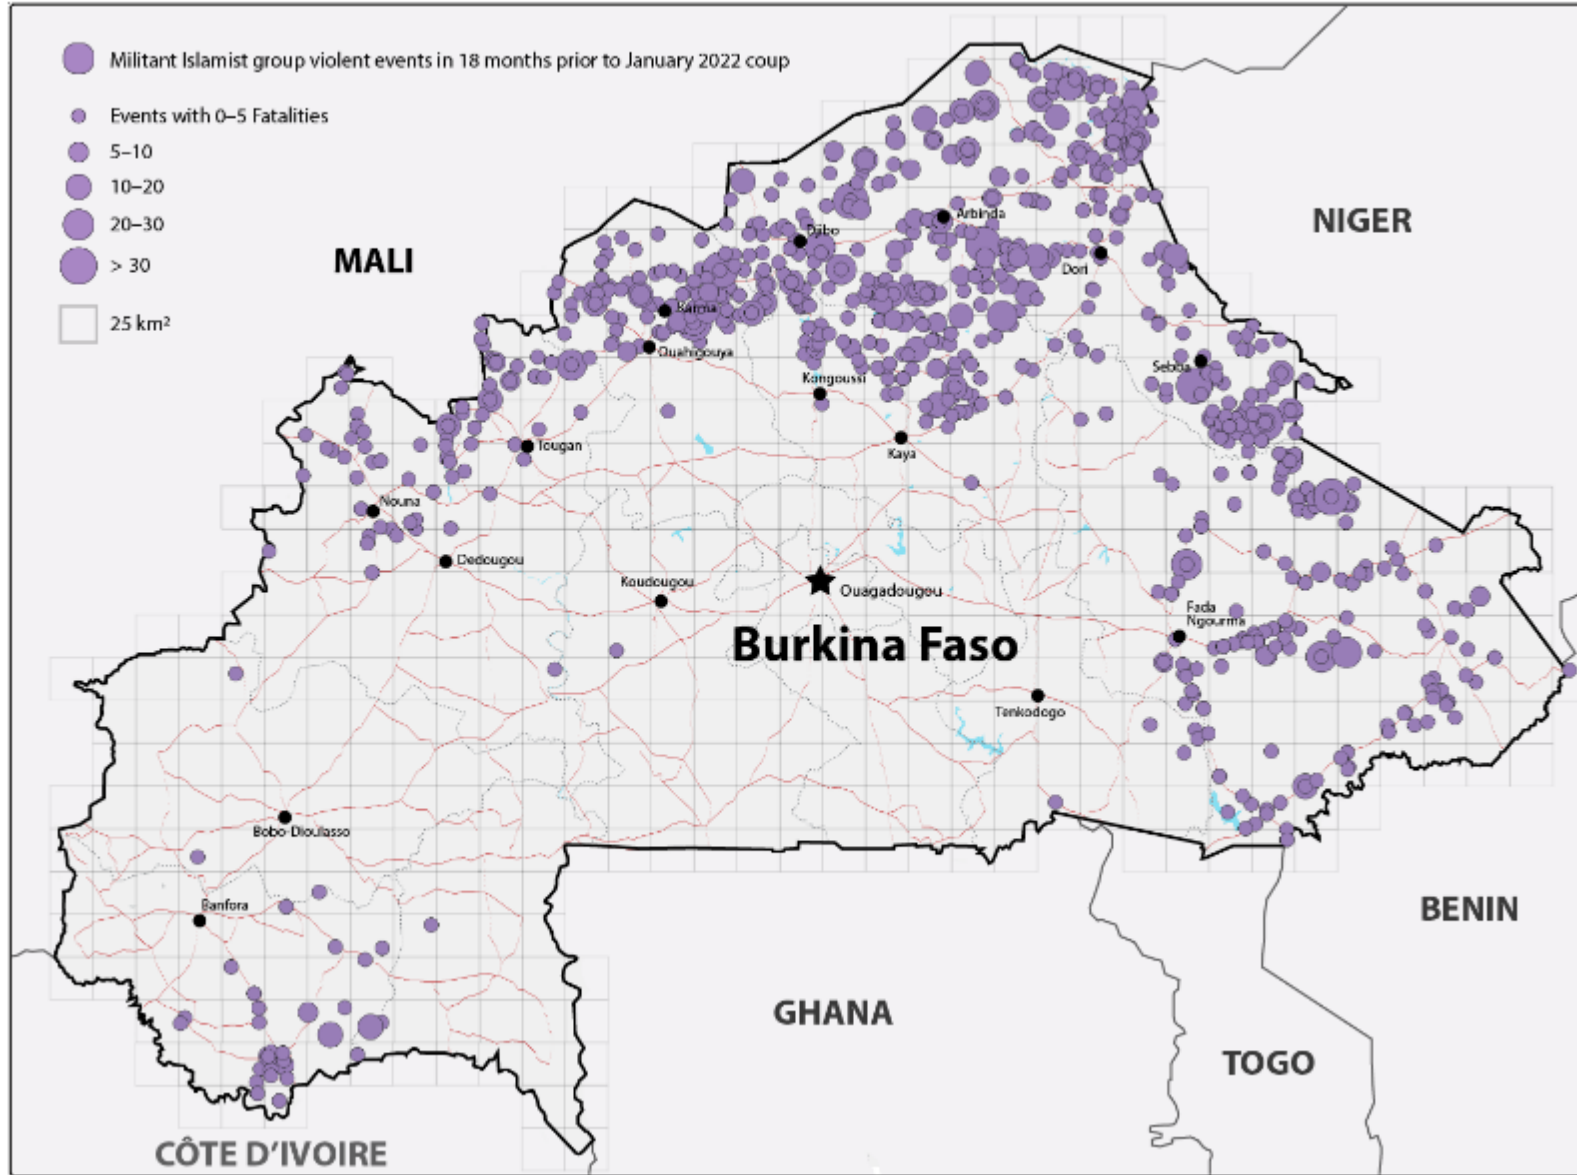 Militant Islamist group violent events in 18 months prior to January 2022 coup
Events with 0–5 Fatalities
5–10
10–20
20–30
> 30
25 km²
MALI
NIGER
Arbinda
Djibo
Dori
Barma
Ouahigouya
Sebba
Kongoussi
Tougan
Kaya
Nouna
Dedougou
Koudougou
Ouagadougou
Fada
Ngourma
Burkina Faso
Tenkodogo
Bobo-Dioulasso
Banfora
BENIN
GHANA
TOGO
CÔTE D'IVOIRE